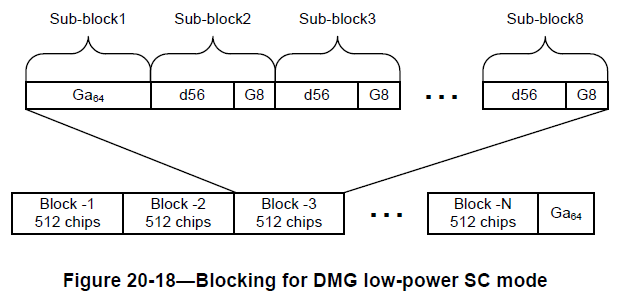 Sub-block1 Sub-block2 Sub-block3 Sub-block8
Ga64 d56 G8 d56 G8 ... d56 G8
Block -1 Block -2 Block -3 ... Block -N Ga64
512 chips 512 chips 512 chips 512 chips
Figure 20-18—Blocking for DMG low-power SC mode